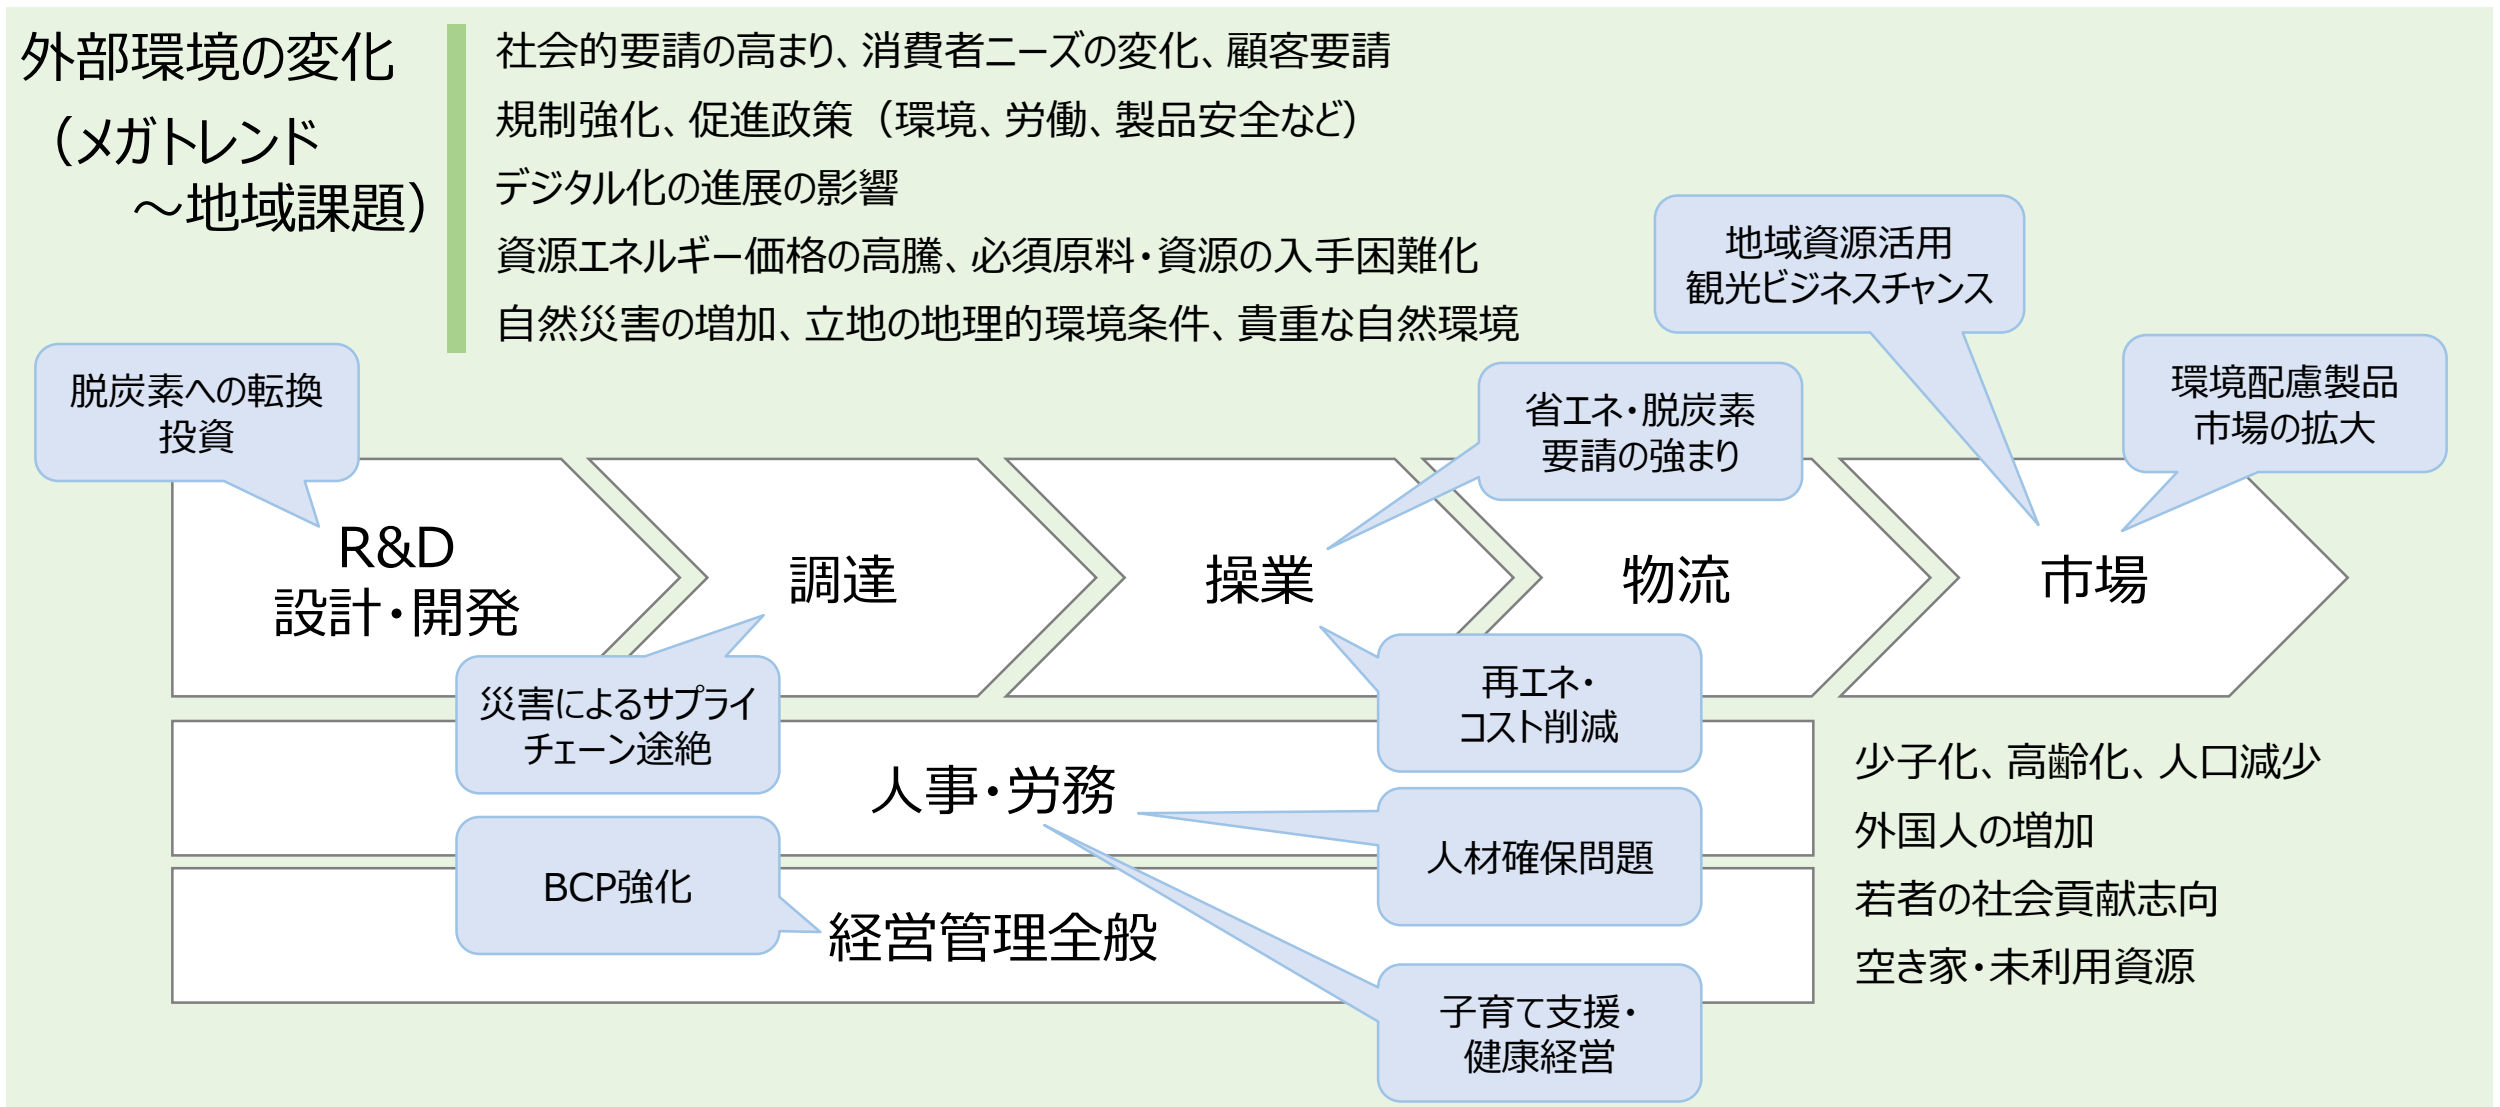 外部環境の変化
（メガトレンド
～地域課題）
社会的要請の高まり、消費者ニーズの変化、顧客要請
規制強化、促進政策（環境、労働、製品安全など）
デジタル化の進展の影響
資源エネルギー価格の高騰、必須原料・資源の入手困難化
自然災害の増加、立地の地理的環境条件、貴重な自然環境
地域資源活用
観光ビジネスチャンス
脱炭素への転換
投資
省エネ・脱炭素
要請の強まり
環境配慮製品
市場の拡大
R&D
設計・開発
調達
操業
物流
市場
災害によるサプライ
チェーン途絶
再エネ・
コスト削減
人事・労務
人材確保問題
BCP強化
経営管理全般
子育て支援・
健康経営
少子化、高齢化、人口減少
外国人の増加
若者の社会貢献志向
空き家・未利用資源